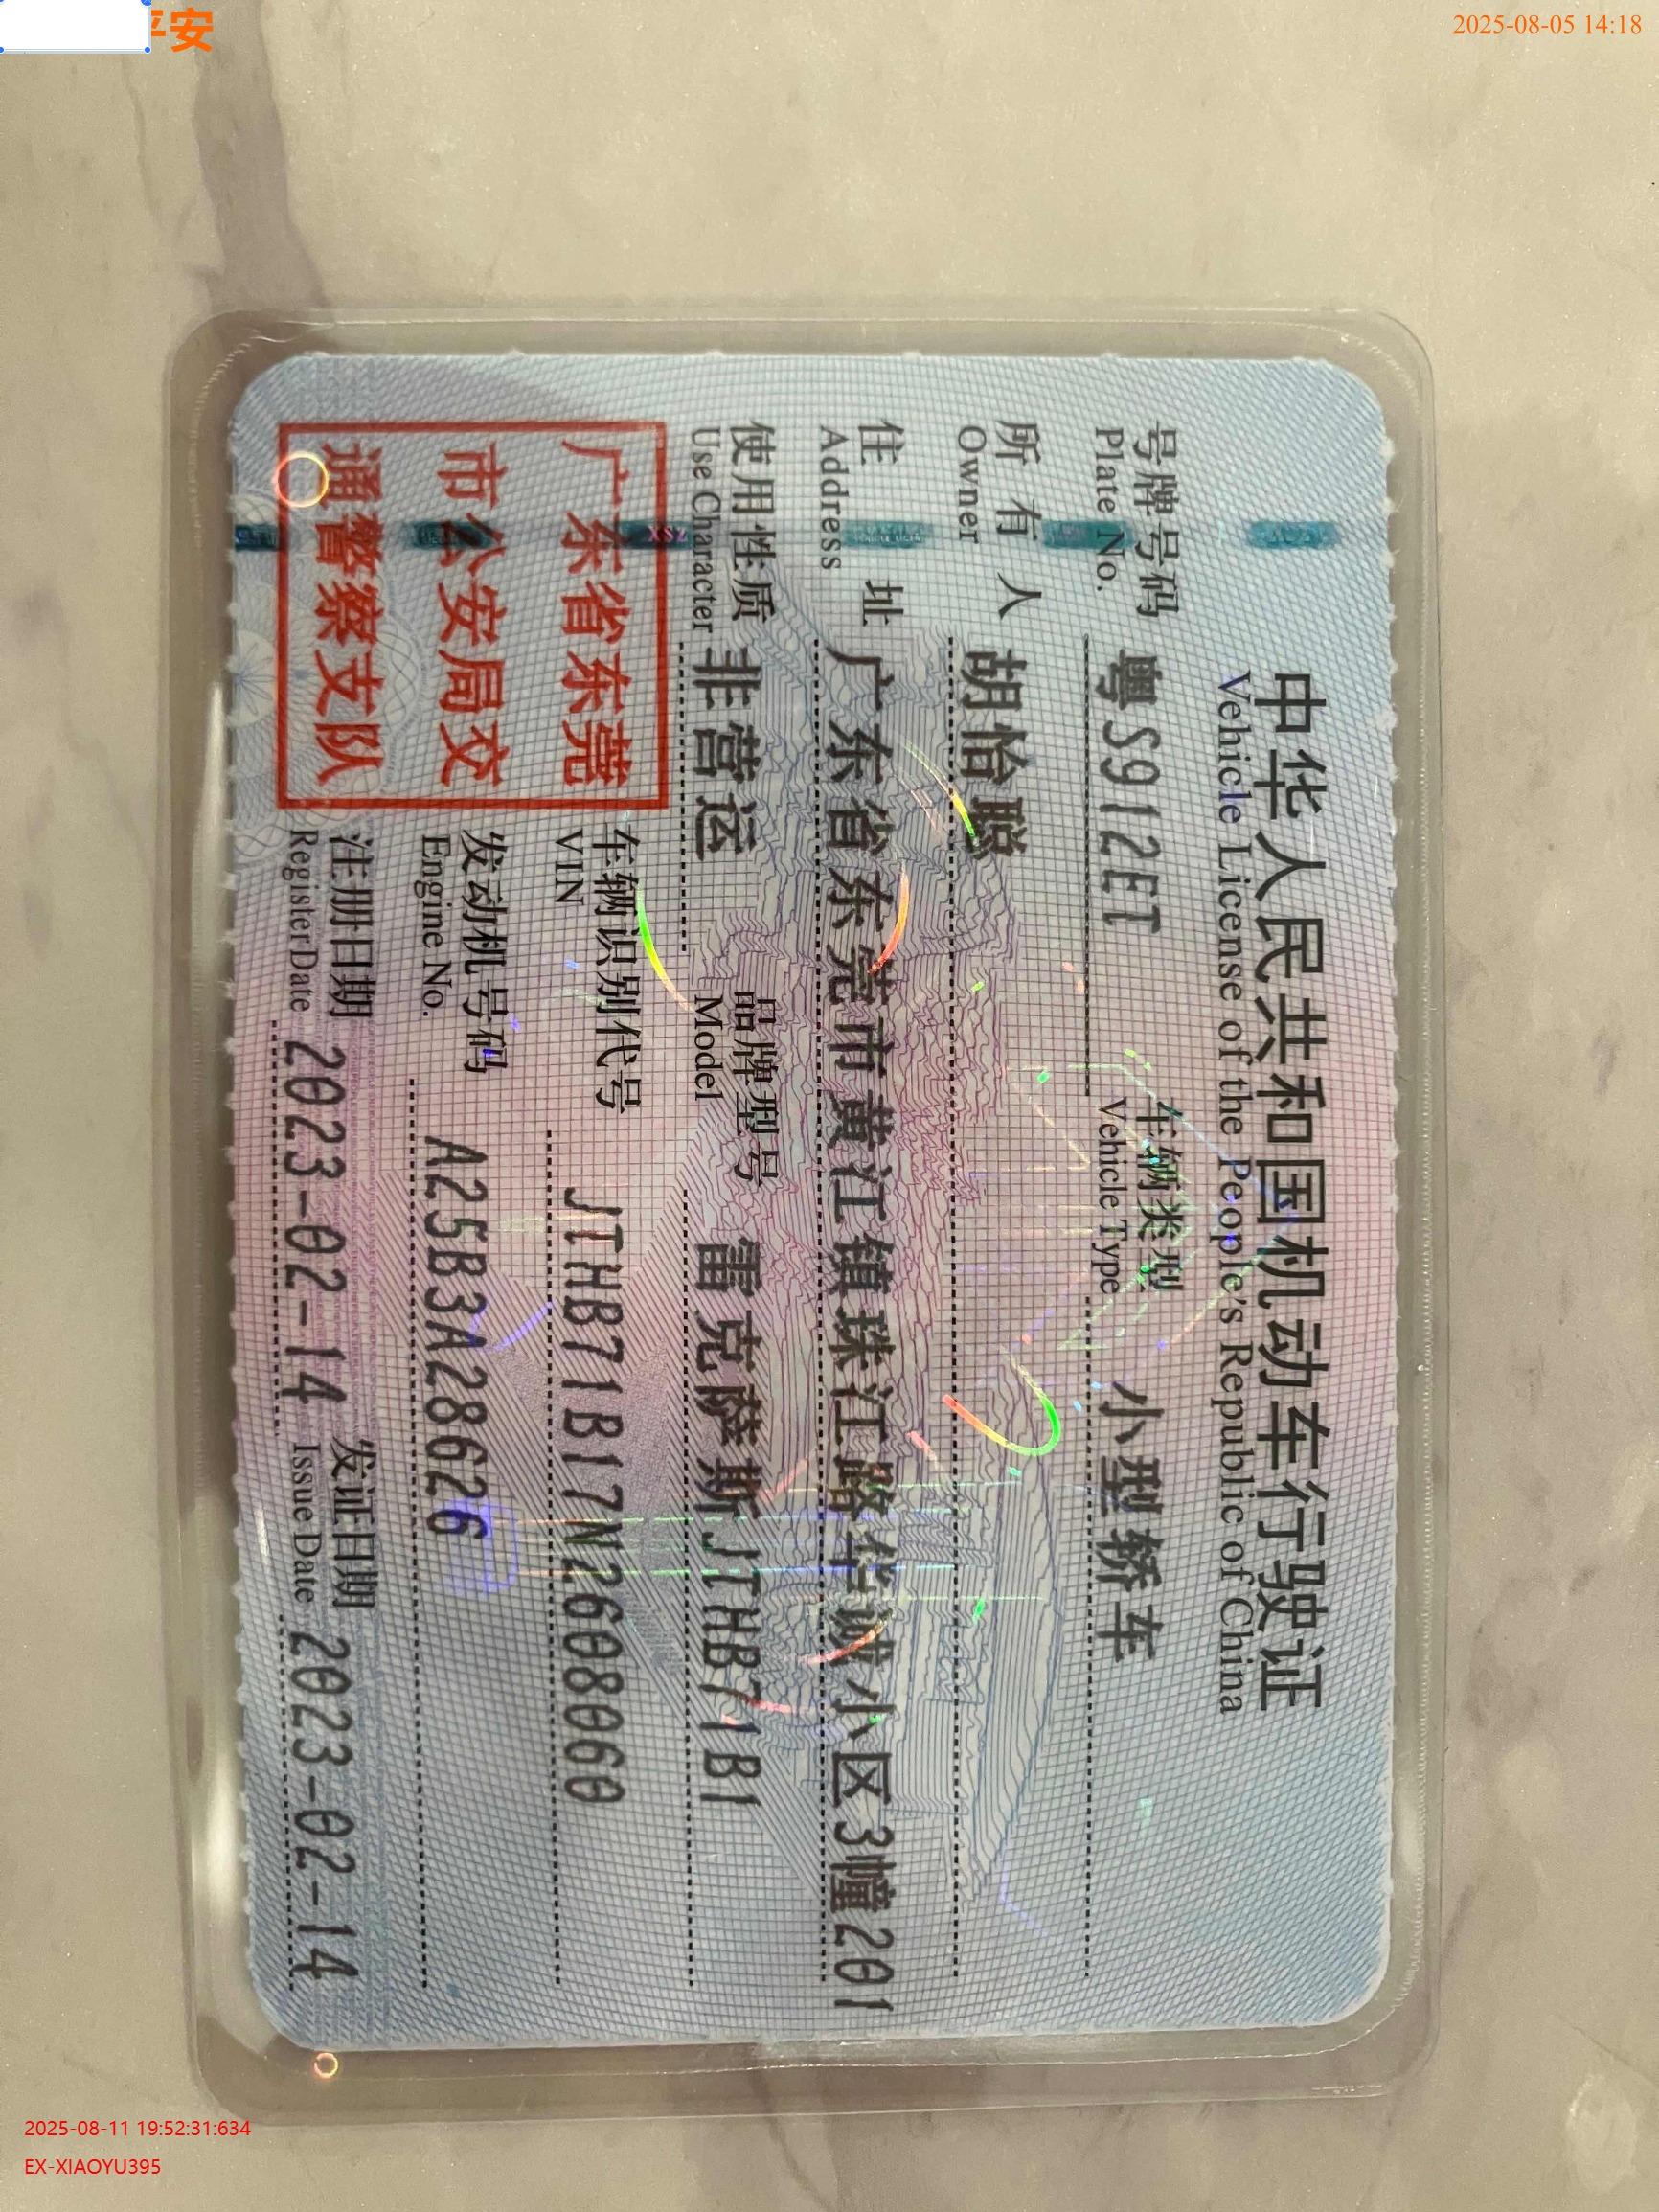 平安
2025-08-05 14:18
中华人民共和国机动车行驶证
Vehicle License of the People's Republic of China
号牌号码 粤S912ET 车辆类型 小型轿车
Plate No. Vehicle Type
所有人 胡怡聪
Owner
住址 广东省东莞市黄江镇珠江路华诚小区3幢201
Address
使用性质 非营运 品牌型号 雷克萨斯JTHB71B1
Use Character Model
广东省东莞
市公安局交
通警察支队
车辆识别代号 JTHB71B17N2608060
VIN
发动机号码 A25B3A28626
Engine No.
注册日期 2023-02-14 发证日期 2023-02-14
Register Date Issue Date
2025-08-11 19:52:31:634
EX-XIAOYU395